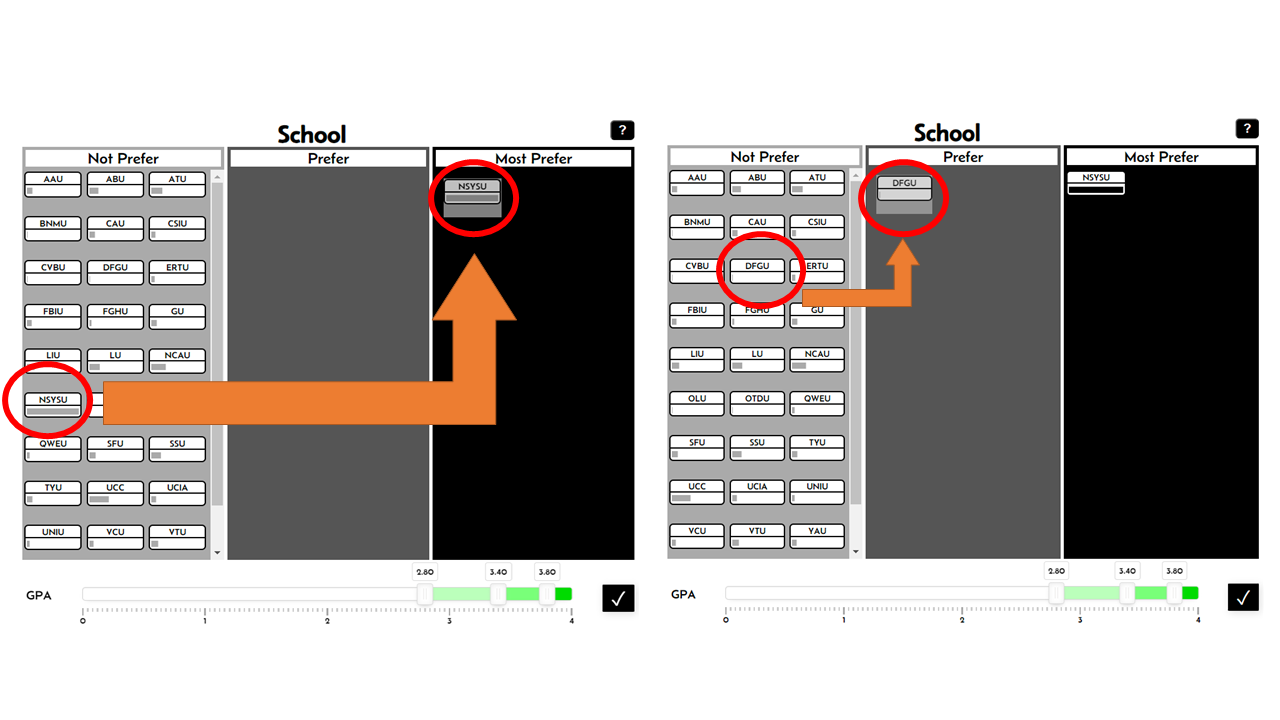 School
?
Not Prefer Prefer Most Prefer
AAU ABU ATU NSYSU
BNMU CAU CSIU
CVBU DFGU ERTU
FBIU FGHU GU
LIU LU NCAU
NSYSU
QWEU SFU SSU
TYU UCC UCIA
UNIU VCU VTU
2.80 3.40 3.80
GPA
0 1 2 3 4
School
?
Not Prefer Prefer Most Prefer
AAU ABU ATU DFGU NSYSU
BNMU CAU CSIU
CVBU DFGU ERTU
FBIU FGHU GU
LIU LU NCAU
OLU OTDU QWEU
SFU SSU TYU
UCC UCIA UNIU
VCU VTU YAU
2.80 3.40 3.80
GPA
0 1 2 3 4